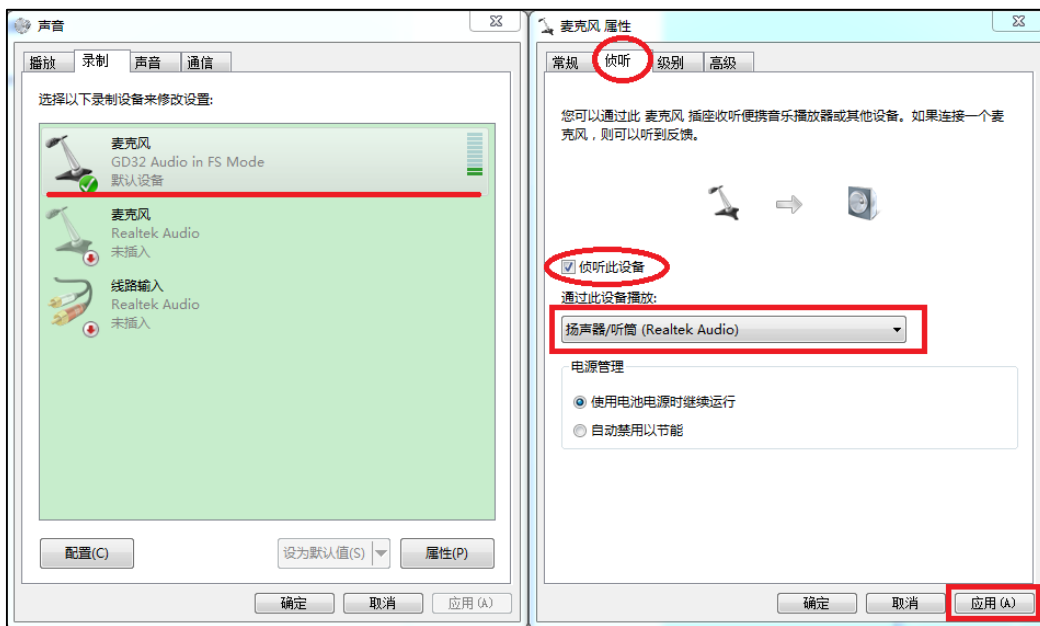 声音
播放 录制 声音 通信
选择以下录制设备来修改设置:
麦克风
GD32 Audio in FS Mode
默认设备
麦克风
Realtek Audio
未插入
线路输入
Realtek Audio
未插入
配置(C) 设为默认值(S) 属性(P)
确定 取消 应用(A)
麦克风 属性
常规 侦听 级别 高级
您可以通过此 麦克风 插座收听便携音乐播放器或其他设备。如果连接一个麦
克风，则可以听到反馈。
侦听此设备
通过此设备播放:
扬声器/听筒 (Realtek Audio)
电源管理
使用电池电源时继续运行
自动禁用以节能
确定 取消 应用(A)